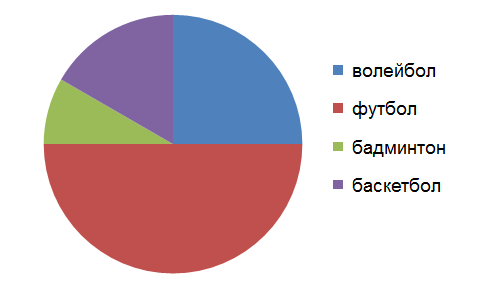 волейбол
футбол
бадминтон
баскетбол